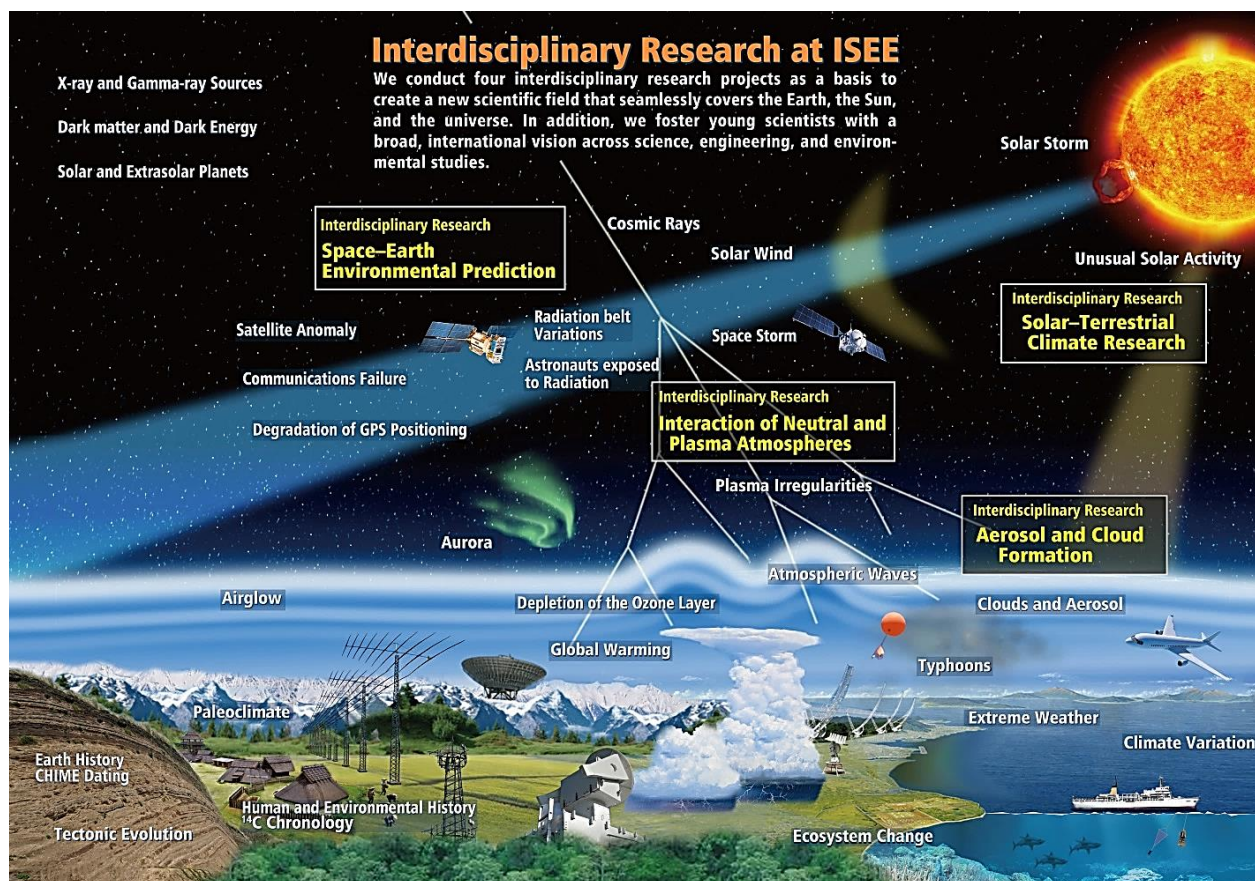 Interdisciplinary Research at ISEE
We conduct four interdisciplinary research projects as a basis to
create a new scientific field that seamlessly covers the Earth, the Sun,
and the universe. In addition, we foster young scientists with a
broad, international vision across science, engineering, and environ-
mental studies.
X-ray and Gamma-ray Sources
Dark matter and Dark Energy
Solar and Extrasolar Planets
Solar Storm
Interdisciplinary Research
Space–Earth
Environmental Prediction
Cosmic Rays
Solar Wind
Unusual Solar Activity
Interdisciplinary Research
Solar–Terrestrial
Climate Research
Satellite Anomaly
Radiation belt
Variations
Space Storm
Communications Failure
Astronauts exposed
to Radiation
Interdisciplinary Research
Interaction of Neutral and
Plasma Atmospheres
Degradation of GPS Positioning
Plasma Irregularities
Interdisciplinary Research
Aerosol and Cloud
Formation
Aurora
Atmospheric Waves
Airglow
Depletion of the Ozone Layer
Clouds and Aerosol
Global Warming
Typhoons
Paleoclimate
Extreme Weather
Climate Variation
Earth History
CHIME Dating
Human and Environmental History
¹⁴C Chronology
Tectonic Evolution
Ecosystem Change